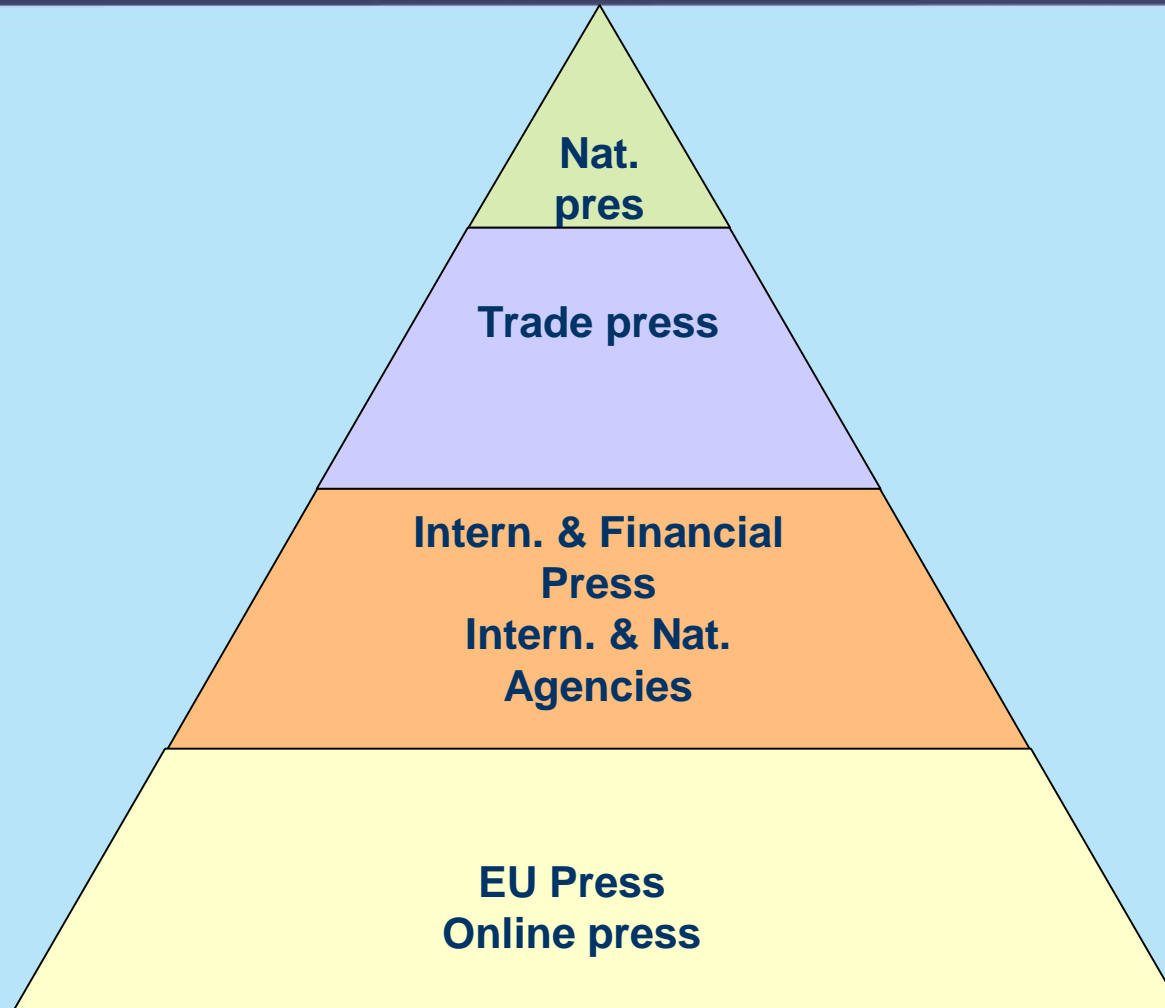 Nat.
pres
Trade press
Intern. & Financial
Press
Intern. & Nat.
Agencies
EU Press
Online press